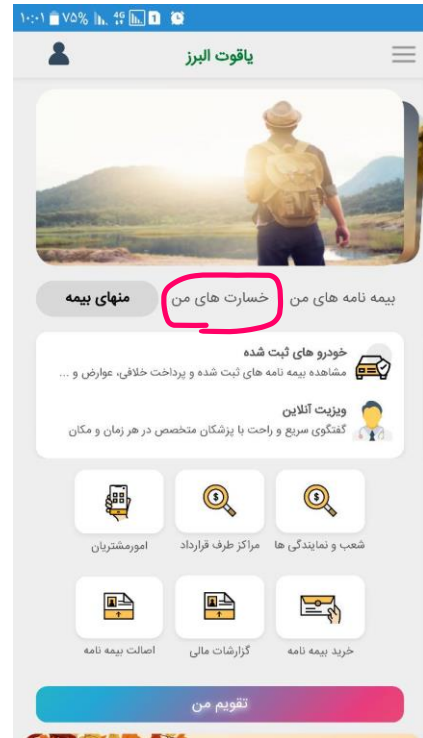 ۱۰:۰۱ ۷۵% 4G 1
یاقوت البرز
بیمه نامه های من خسارت های من منهای بیمه
خودرو های ثبت شده
مشاهده بیمه نامه های ثبت شده و پرداخت خلافی، عوارض و ...
ویزیت آنلاین
گفتگوی سریع و راحت با پزشکان متخصص در هر زمان و مکان
شعب و نمایندگی ها مراکز طرف قرارداد امورمشتریان
خرید بیمه نامه گزارشات مالی اصالت بیمه نامه
تقویم من